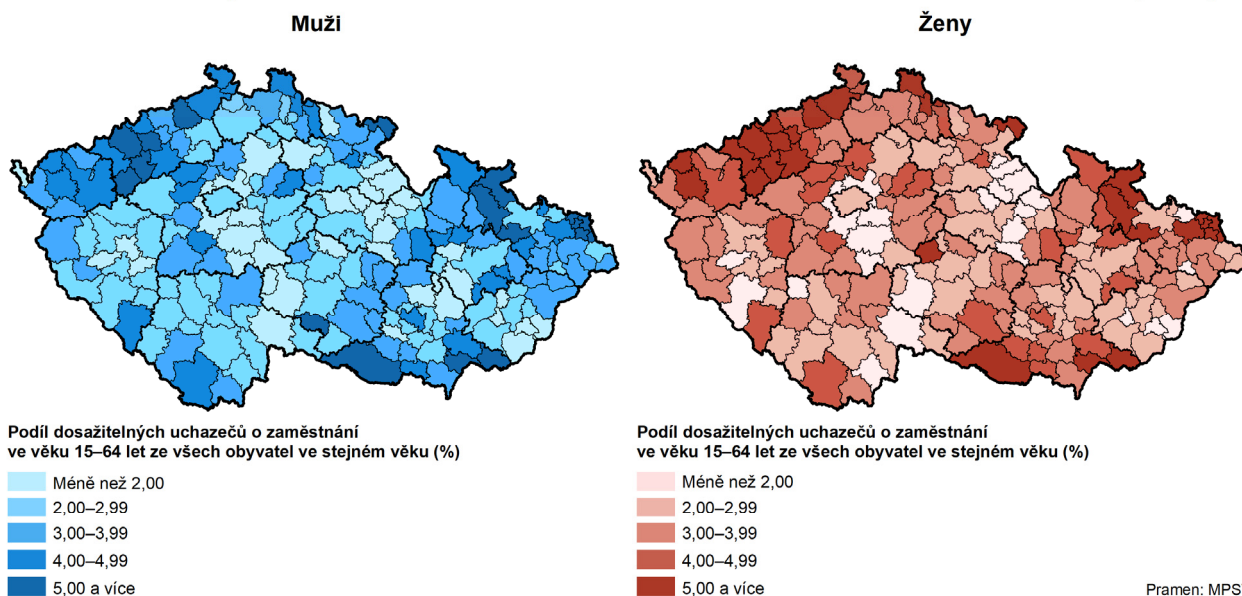 Muži
Ženy
Podíl dosažitelných uchazečů o zaměstnání
ve věku 15–64 let ze všech obyvatel ve stejném věku (%)
Méně než 2,00
2,00–2,99
3,00–3,99
4,00–4,99
5,00 a více
Podíl dosažitelných uchazečů o zaměstnání
ve věku 15–64 let ze všech obyvatel ve stejném věku (%)
Méně než 2,00
2,00–2,99
3,00–3,99
4,00–4,99
5,00 a více
Pramen: MPS